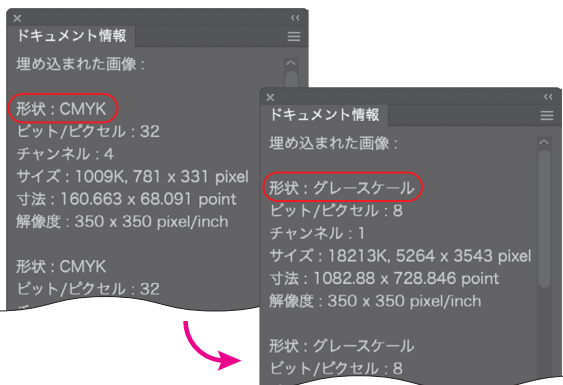 ドキュメント情報
埋め込まれた画像 :
形状 : CMYK
ビット/ピクセル : 32
チャンネル : 4
サイズ : 1009K, 781 x 331 pixel
寸法 : 160.663 x 68.091 point
解像度 : 350 x 350 pixel/inch
形状 : CMYK
ビット/ピクセル : 32
ドキュメント情報
埋め込まれた画像 :
形状 : グレースケール
ビット/ピクセル : 8
チャンネル : 1
サイズ : 18213K, 5264 x 3543 pixel
寸法 : 1082.88 x 728.846 point
解像度 : 350 x 350 pixel/inch
形状 : グレースケール
ビット/ピクセル : 8